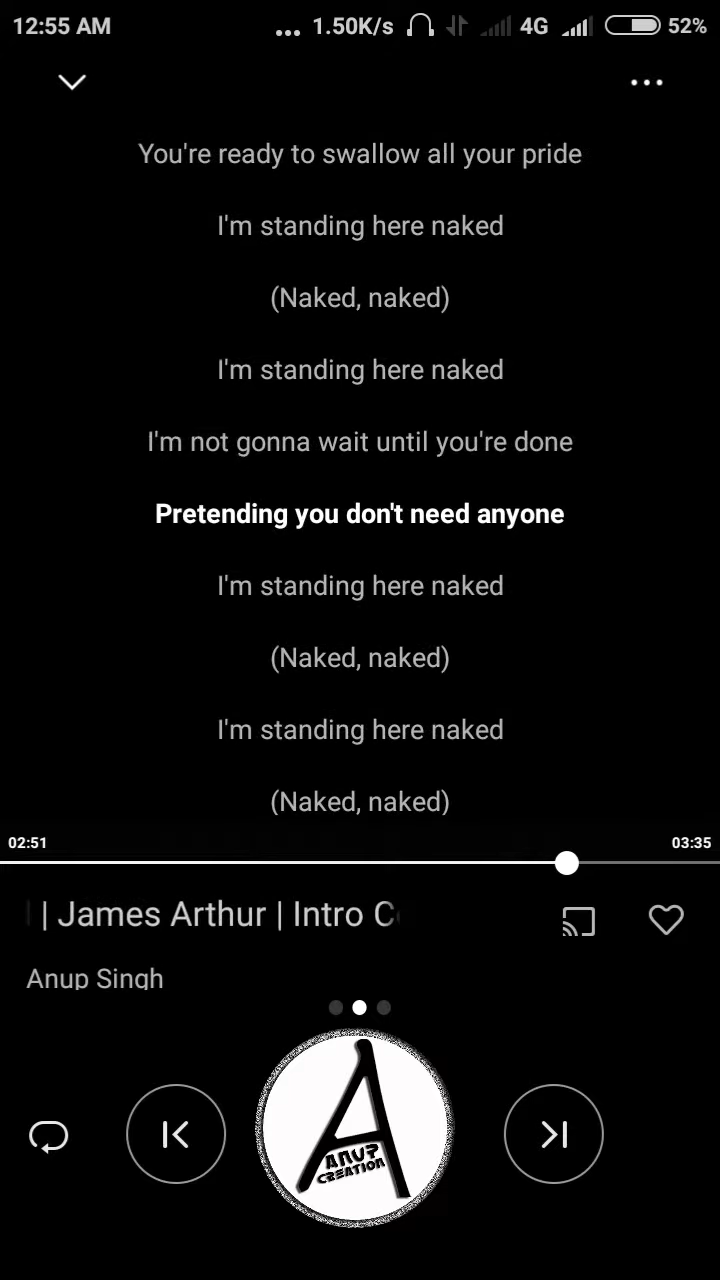 12:55 AM ... 1.50K/s 4G 52%
You're ready to swallow all your pride
I'm standing here naked
(Naked, naked)
I'm standing here naked
I'm not gonna wait until you're done
Pretending you don't need anyone
I'm standing here naked
(Naked, naked)
I'm standing here naked
(Naked, naked)
02:51 03:35
| James Arthur | Intro C
Anup Singh
A
ANUP
CREATION